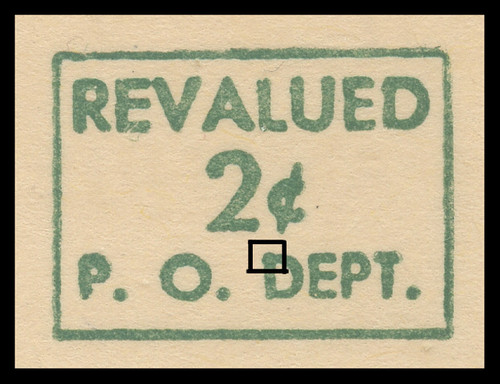 REVALUED
2¢
P. O. DEPT.